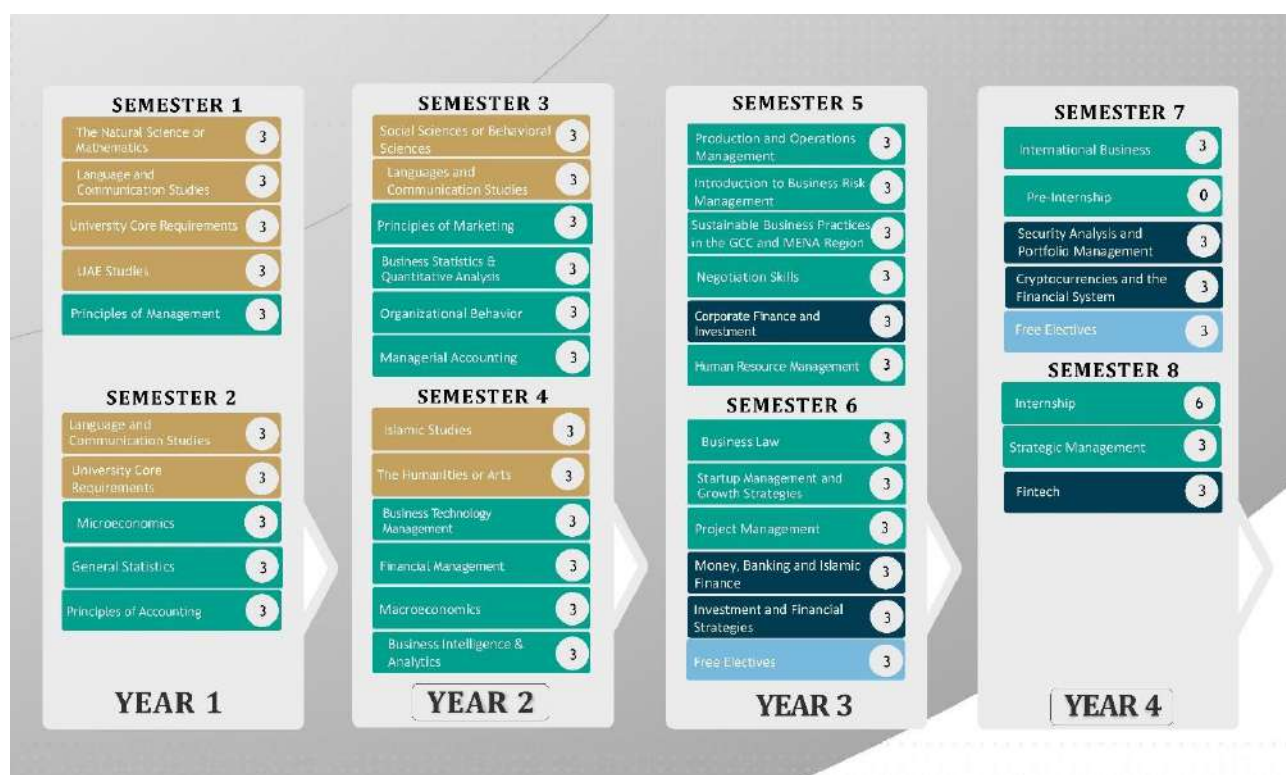 SEMESTER 1
The Natural Science or
Mathematics
3
Language and
Communication Studies
3
University Core Requirements
3
UAE Studies
3
Principles of Management
3
SEMESTER 2
Language and
Communication Studies
3
University Core
Requirements
3
Microeconomics
3
General Statistics
3
Principles of Accounting
3
YEAR 1
SEMESTER 3
Social Sciences or Behavioral
Sciences
3
Languages and
Communication Studies
3
Principles of Marketing
3
Business Statistics &
Quantitative Analysis
3
Organizational Behavior
3
Managerial Accounting
3
SEMESTER 4
Islamic Studies
3
The Humanities or Arts
3
Business Technology
Management
3
Financial Management
3
Macroeconomics
3
Business Intelligence &
Analytics
3
YEAR 2
SEMESTER 5
Production and Operations
Management
3
Introduction to Business Risk
Management
3
Sustainable Business Practices
in the GCC and MENA Region
3
Negotiation Skills
3
Corporate Finance and
Investment
3
Human Resource Management
3
SEMESTER 6
Business Law
3
Startup Management and
Growth Strategies
3
Project Management
3
Money, Banking and Islamic
Finance
3
Investment and Financial
Strategies
3
Free Electives
3
YEAR 3
SEMESTER 7
International Business
3
Pre-Internship
0
Security Analysis and
Portfolio Management
3
Cryptocurrencies and the
Financial System
3
Free Electives
3
SEMESTER 8
Internship
6
Strategic Management
3
Fintech
3
YEAR 4